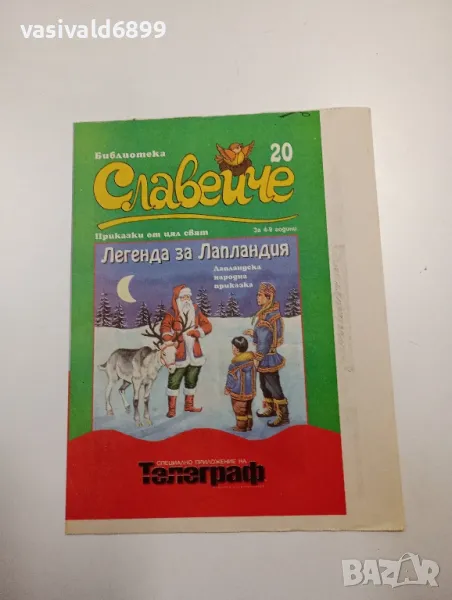 vasivald6899
Библиотека
20
Славейче
Приказки от цял свят
За 4-8 години
Легенда за Лапландия
Лапландска
народна
приказка
СПЕЦИАЛНО ПРИЛОЖЕНИЕ НА
Телеграф
BAZAR